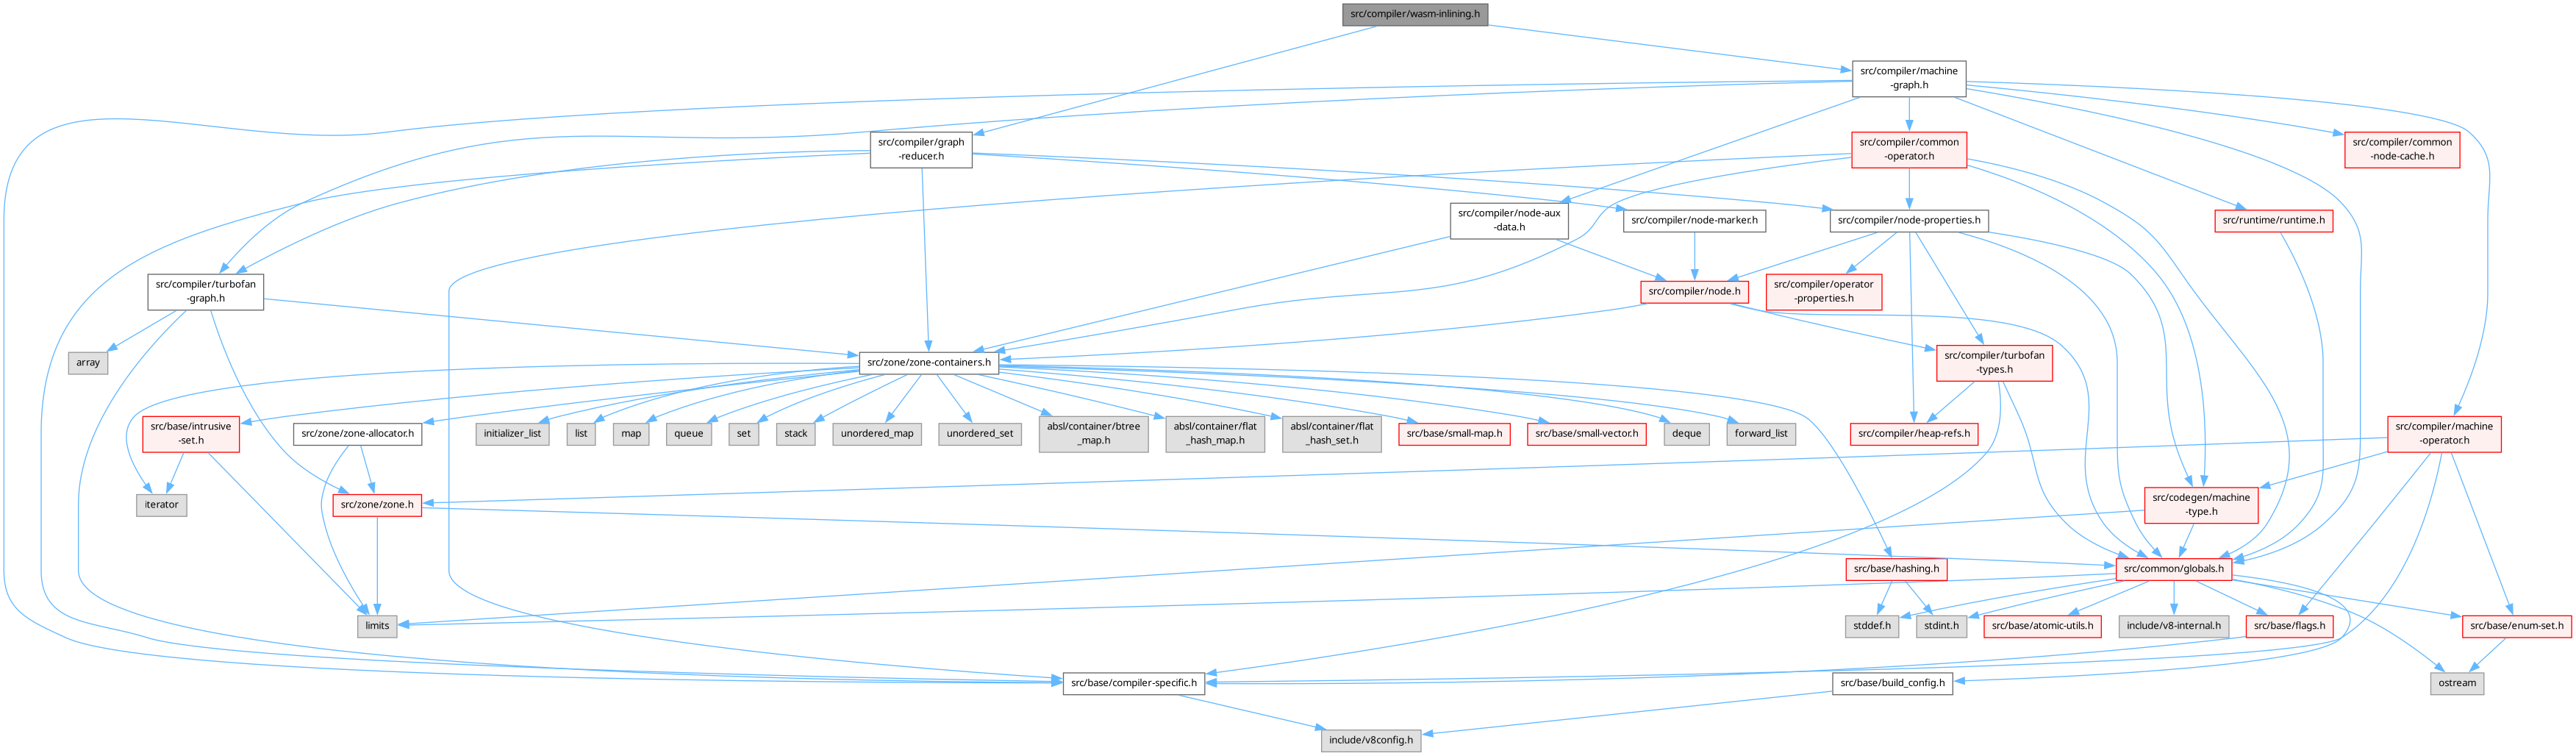 src/compiler/wasm-inlining.h
src/compiler/machine
-graph.h
src/compiler/graph
-reducer.h
src/compiler/common
-operator.h
src/compiler/common
-node-cache.h
src/compiler/node-aux
-data.h
src/compiler/node-marker.h
src/compiler/node-properties.h
src/runtime/runtime.h
src/compiler/turbofan
-graph.h
src/compiler/node.h
src/compiler/operator
-properties.h
array
src/zone/zone-containers.h
src/compiler/turbofan
-types.h
src/base/intrusive
-set.h
src/zone/zone-allocator.h
initializer_list
list
map
queue
set
stack
unordered_map
unordered_set
absl/container/btree
_map.h
absl/container/flat
_hash_map.h
absl/container/flat
_hash_set.h
src/base/small-map.h
src/base/small-vector.h
deque
forward_list
src/compiler/heap-refs.h
src/compiler/machine
-operator.h
iterator
src/zone/zone.h
src/codegen/machine
-type.h
src/base/hashing.h
src/common/globals.h
limits
stddef.h
stdint.h
src/base/atomic-utils.h
include/v8-internal.h
src/base/flags.h
src/base/enum-set.h
src/base/compiler-specific.h
src/base/build_config.h
ostream
include/v8config.h